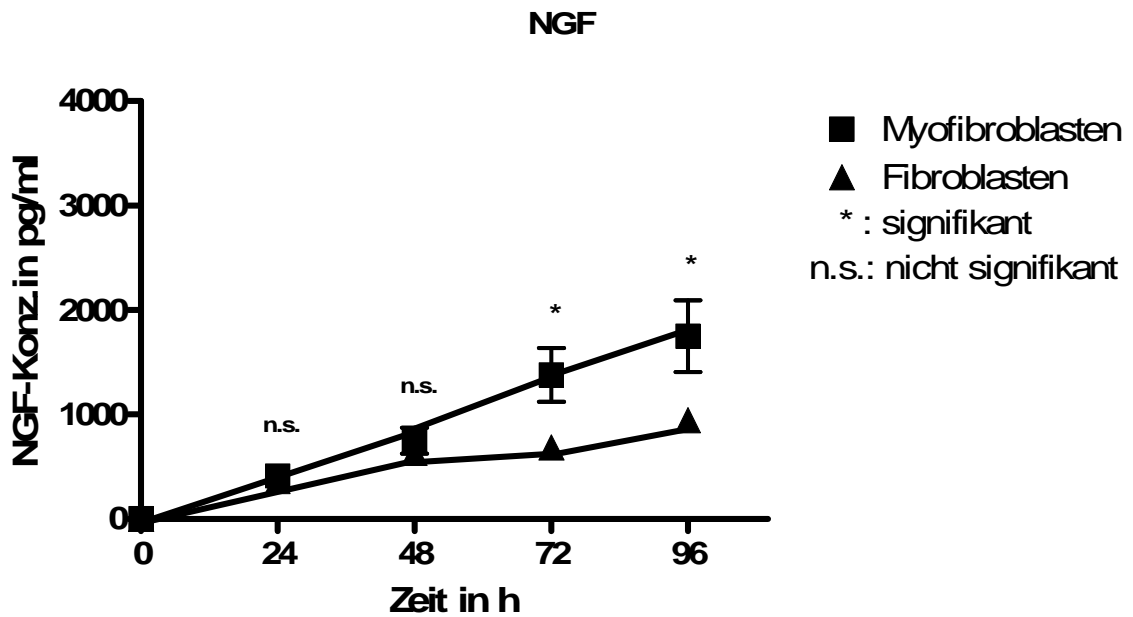 NGF
4000
3000
2000
1000
0
NGF-Konz.in pg/ml
n.s.
n.s.
*
*
0 24 48 72 96
Zeit in h
Myofibroblasten
Fibroblasten
* : signifikant
n.s.: nicht signifikant